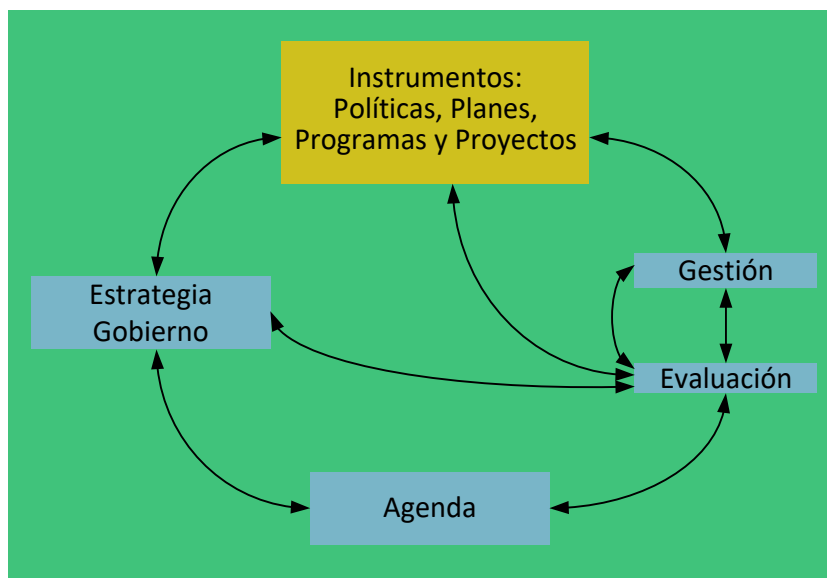 Instrumentos:
Políticas, Planes,
Programas y Proyectos
Gestión
Estrategia
Gobierno
Evaluación
Agenda